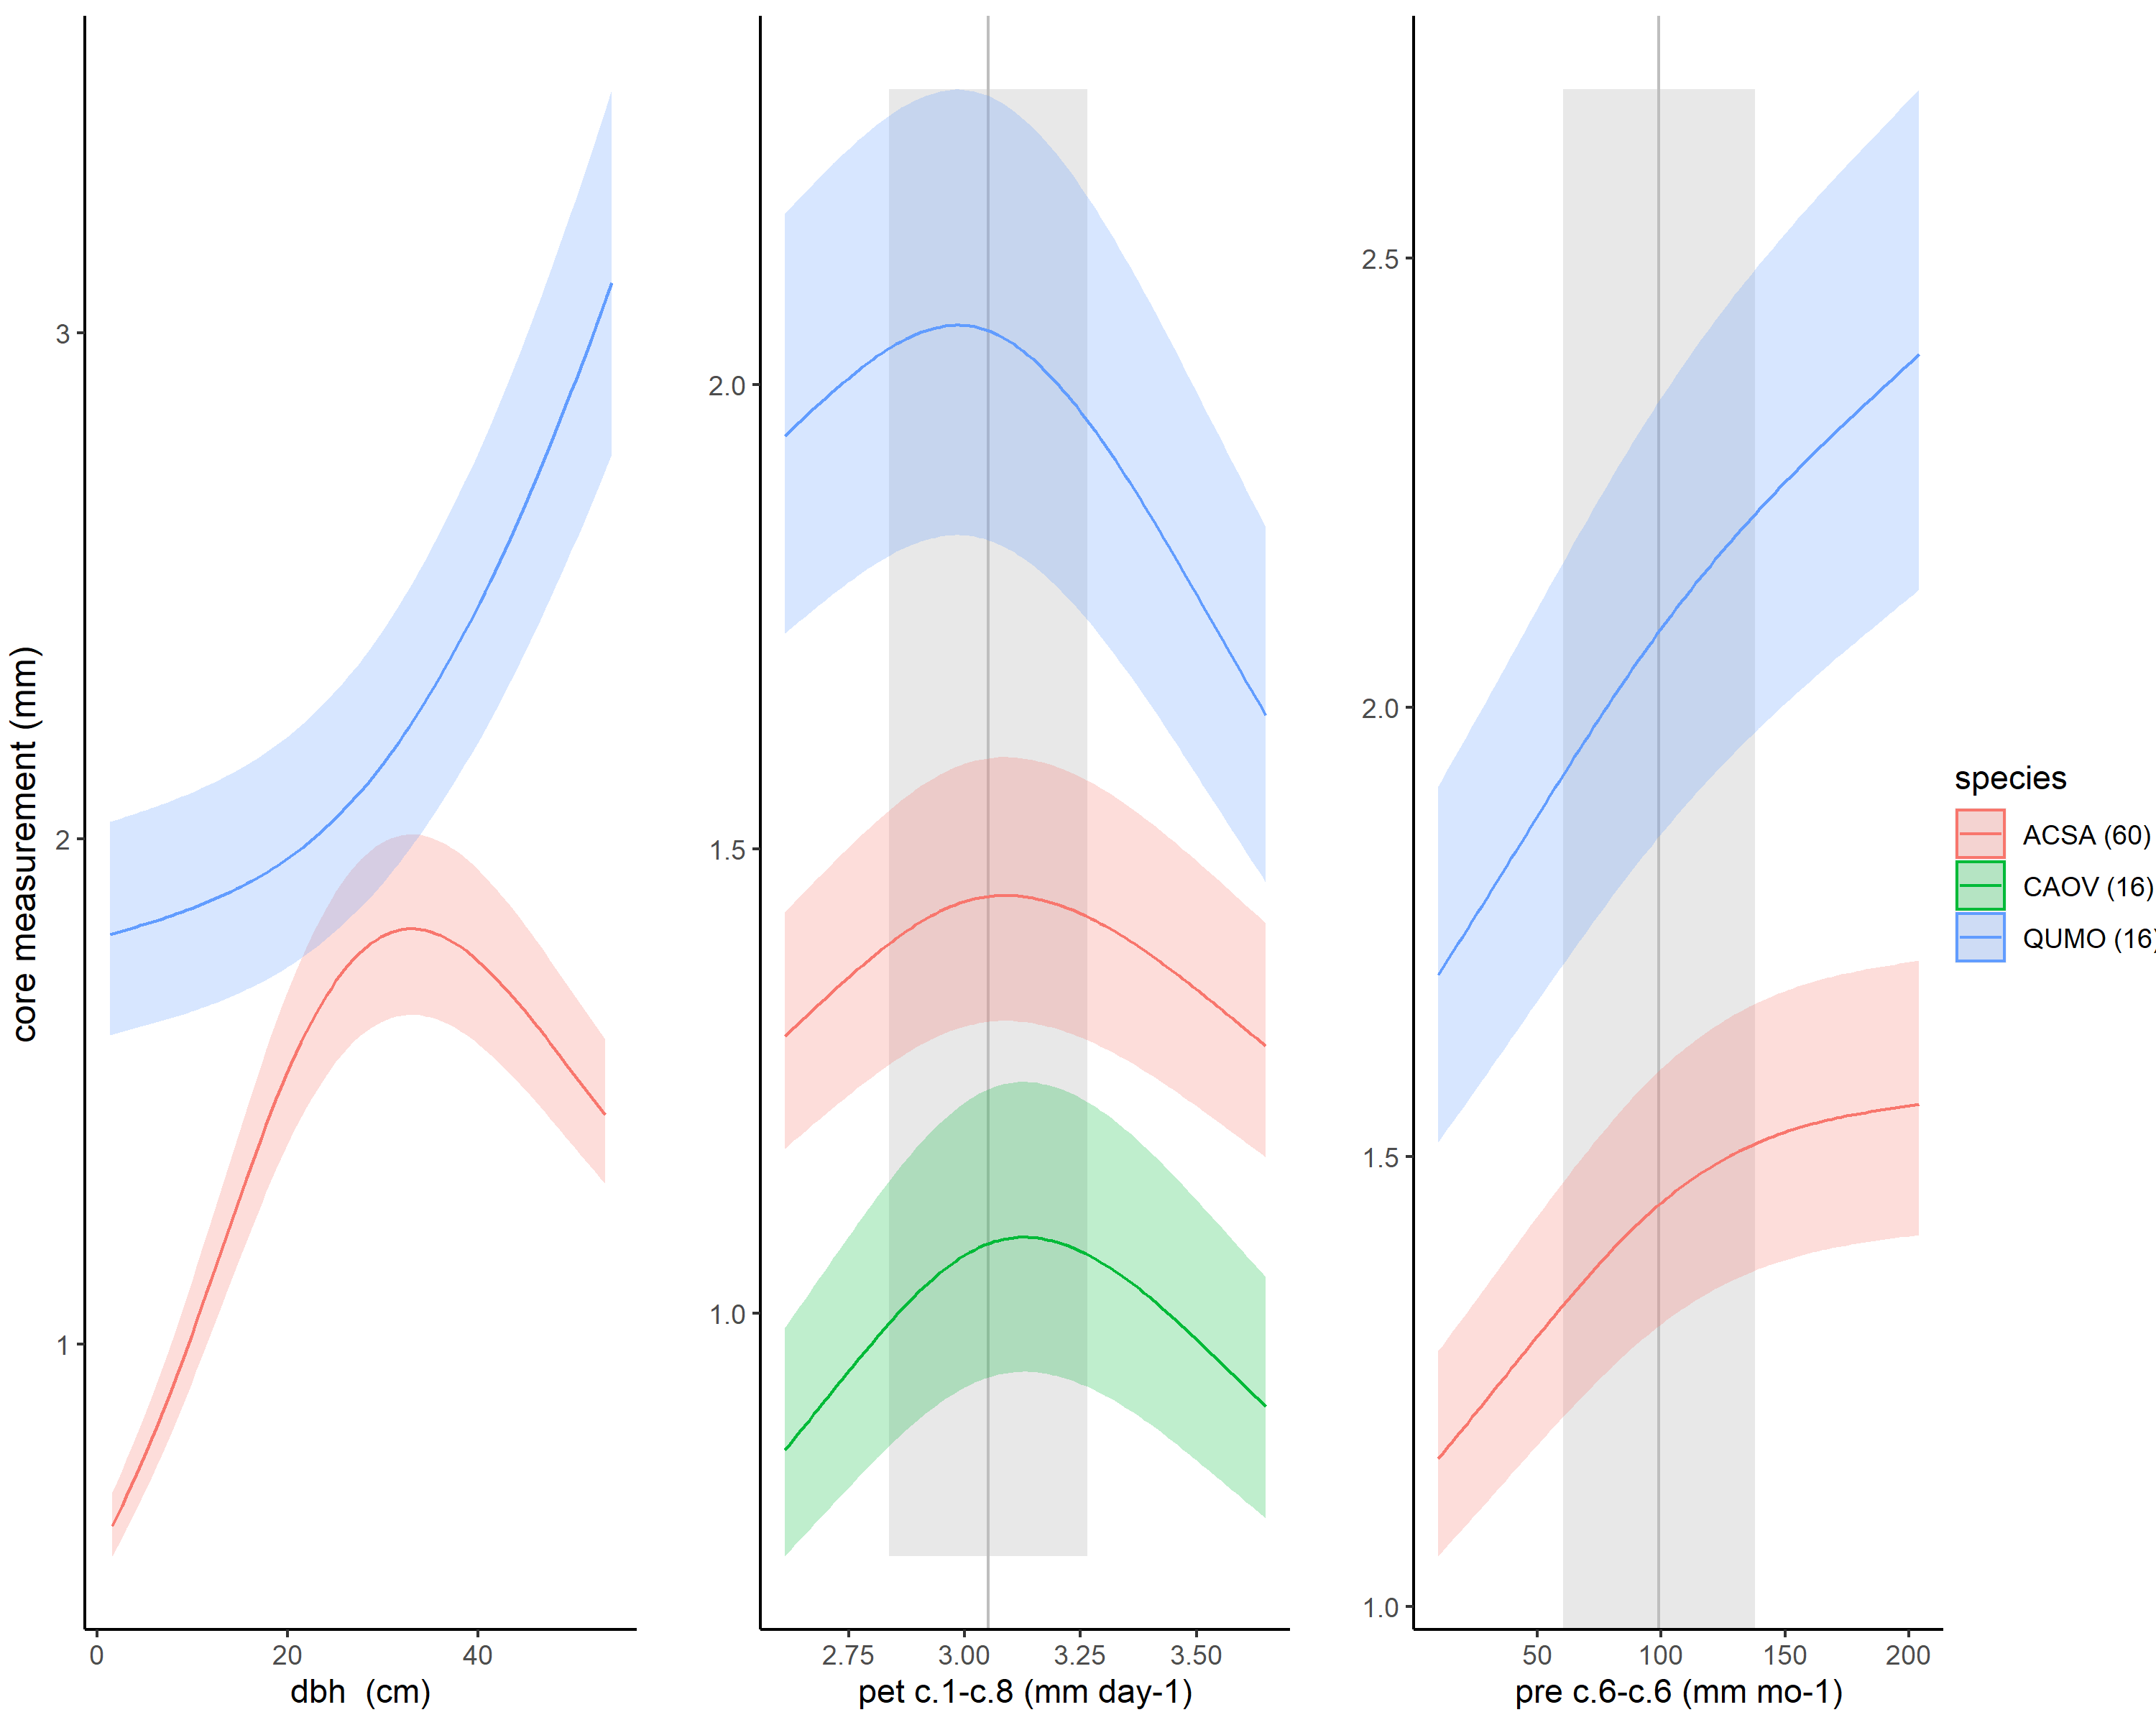 core measurement (mm)
3
2
1
0
20
40
dbh  (cm)
2.0
1.5
1.0
2.75
3.00
3.25
3.50
pet c.1-c.8 (mm day-1)
2.5
2.0
1.5
1.0
50
100
150
200
pre c.6-c.6 (mm mo-1)
species
ACSA (60)
CAOV (16)
QUMO (16)